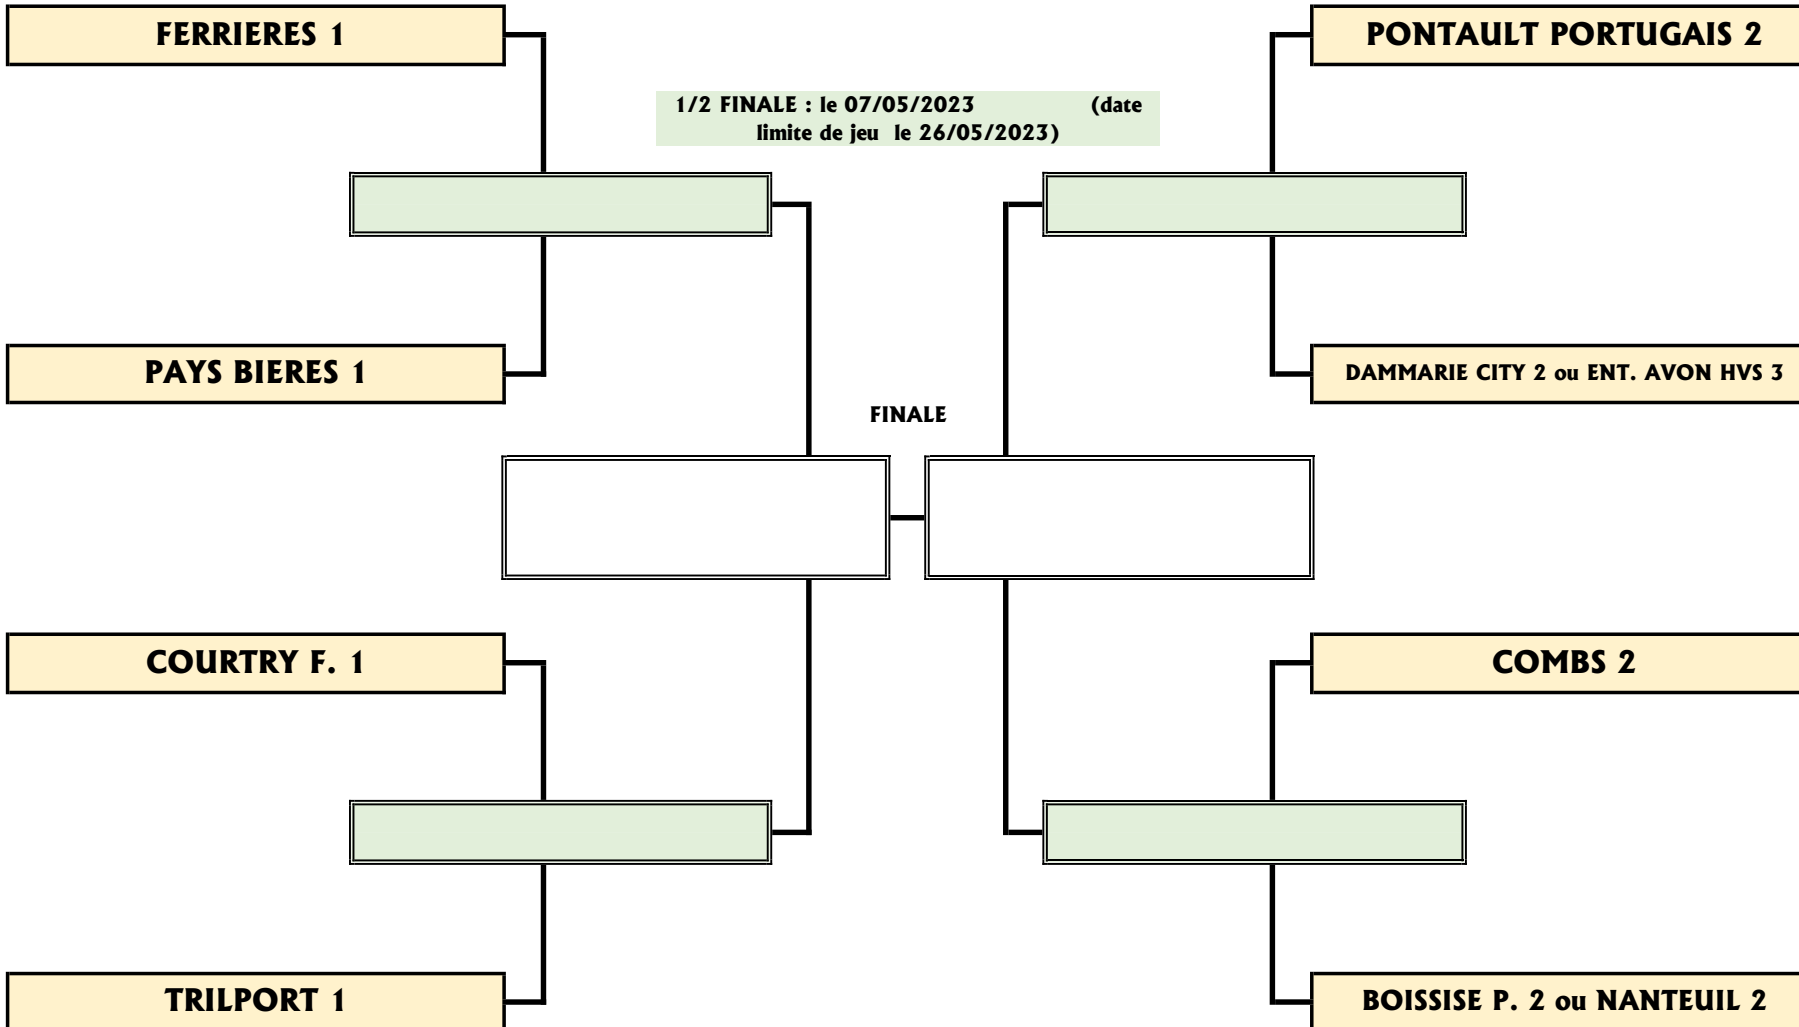 FERRIERES 1
PONTAULT PORTUGAIS 2
1/2 FINALE : le 07/05/2023 (date
limite de jeu le 26/05/2023)
PAYS BIERES 1
DAMMARIE CITY 2 ou ENT. AVON HVS 3
FINALE
COURTRY F. 1
COMBS 2
TRILPORT 1
BOISSISE P. 2 ou NANTEUIL 2